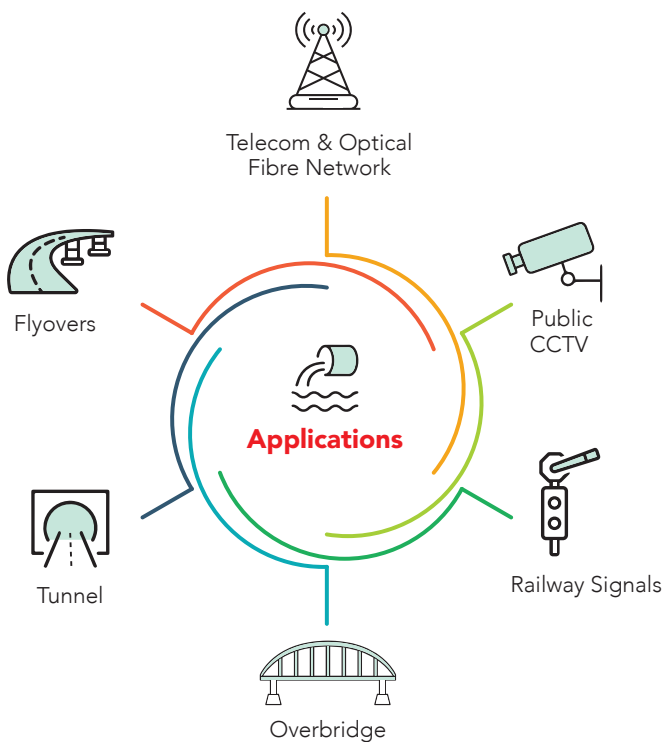 Telecom & Optical
Fibre Network
Flyovers
Public
CCTV
Applications
Tunnel
Railway Signals
Overbridge